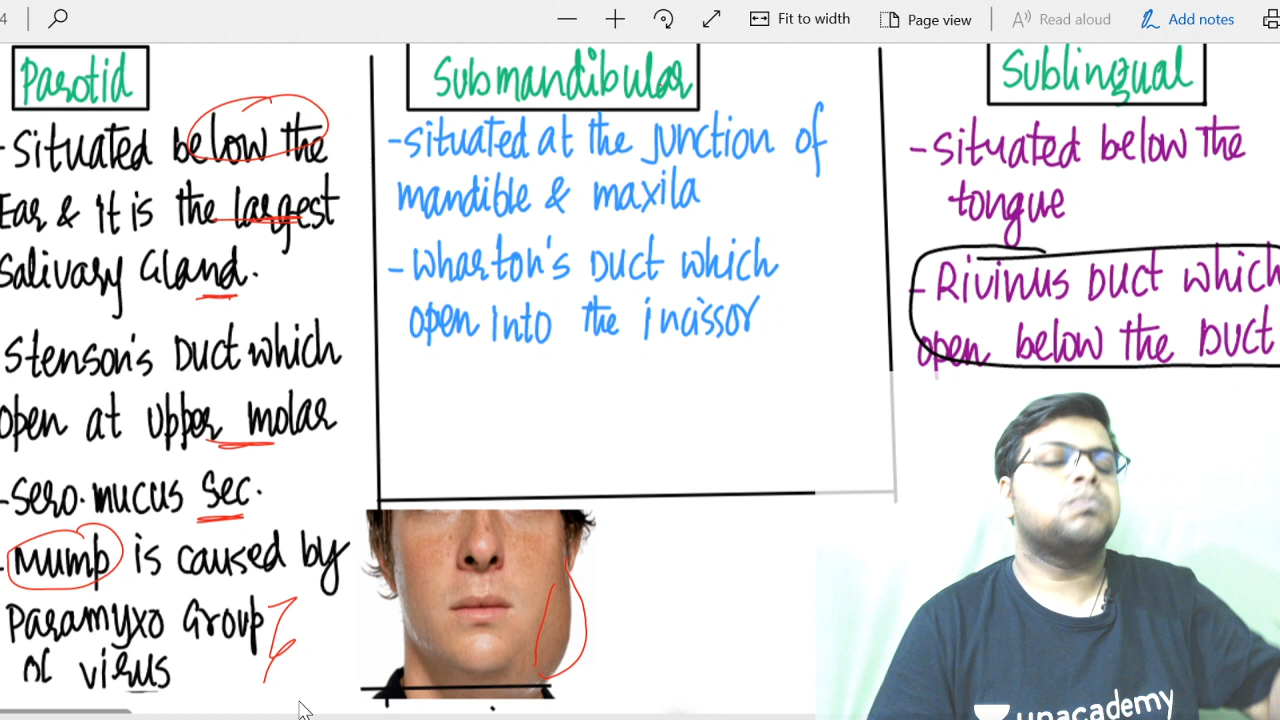 4
Fit to width
Page view
Read aloud
Add notes
Parotid
- Situated below the
Ear & it is the largest
Salivary Gland.
Stenson's Duct which
open at upper molar
- Sero.mucus Sec.
- Mump is caused by
Paramyxo Group
of virus
Submandibular
- situated at the junction of
mandible & maxila
- Wharton's Duct which
open into the incissor
Sublingual
- situated below the
tongue
- Rivinus Duct which
open below the Duct
unacademy